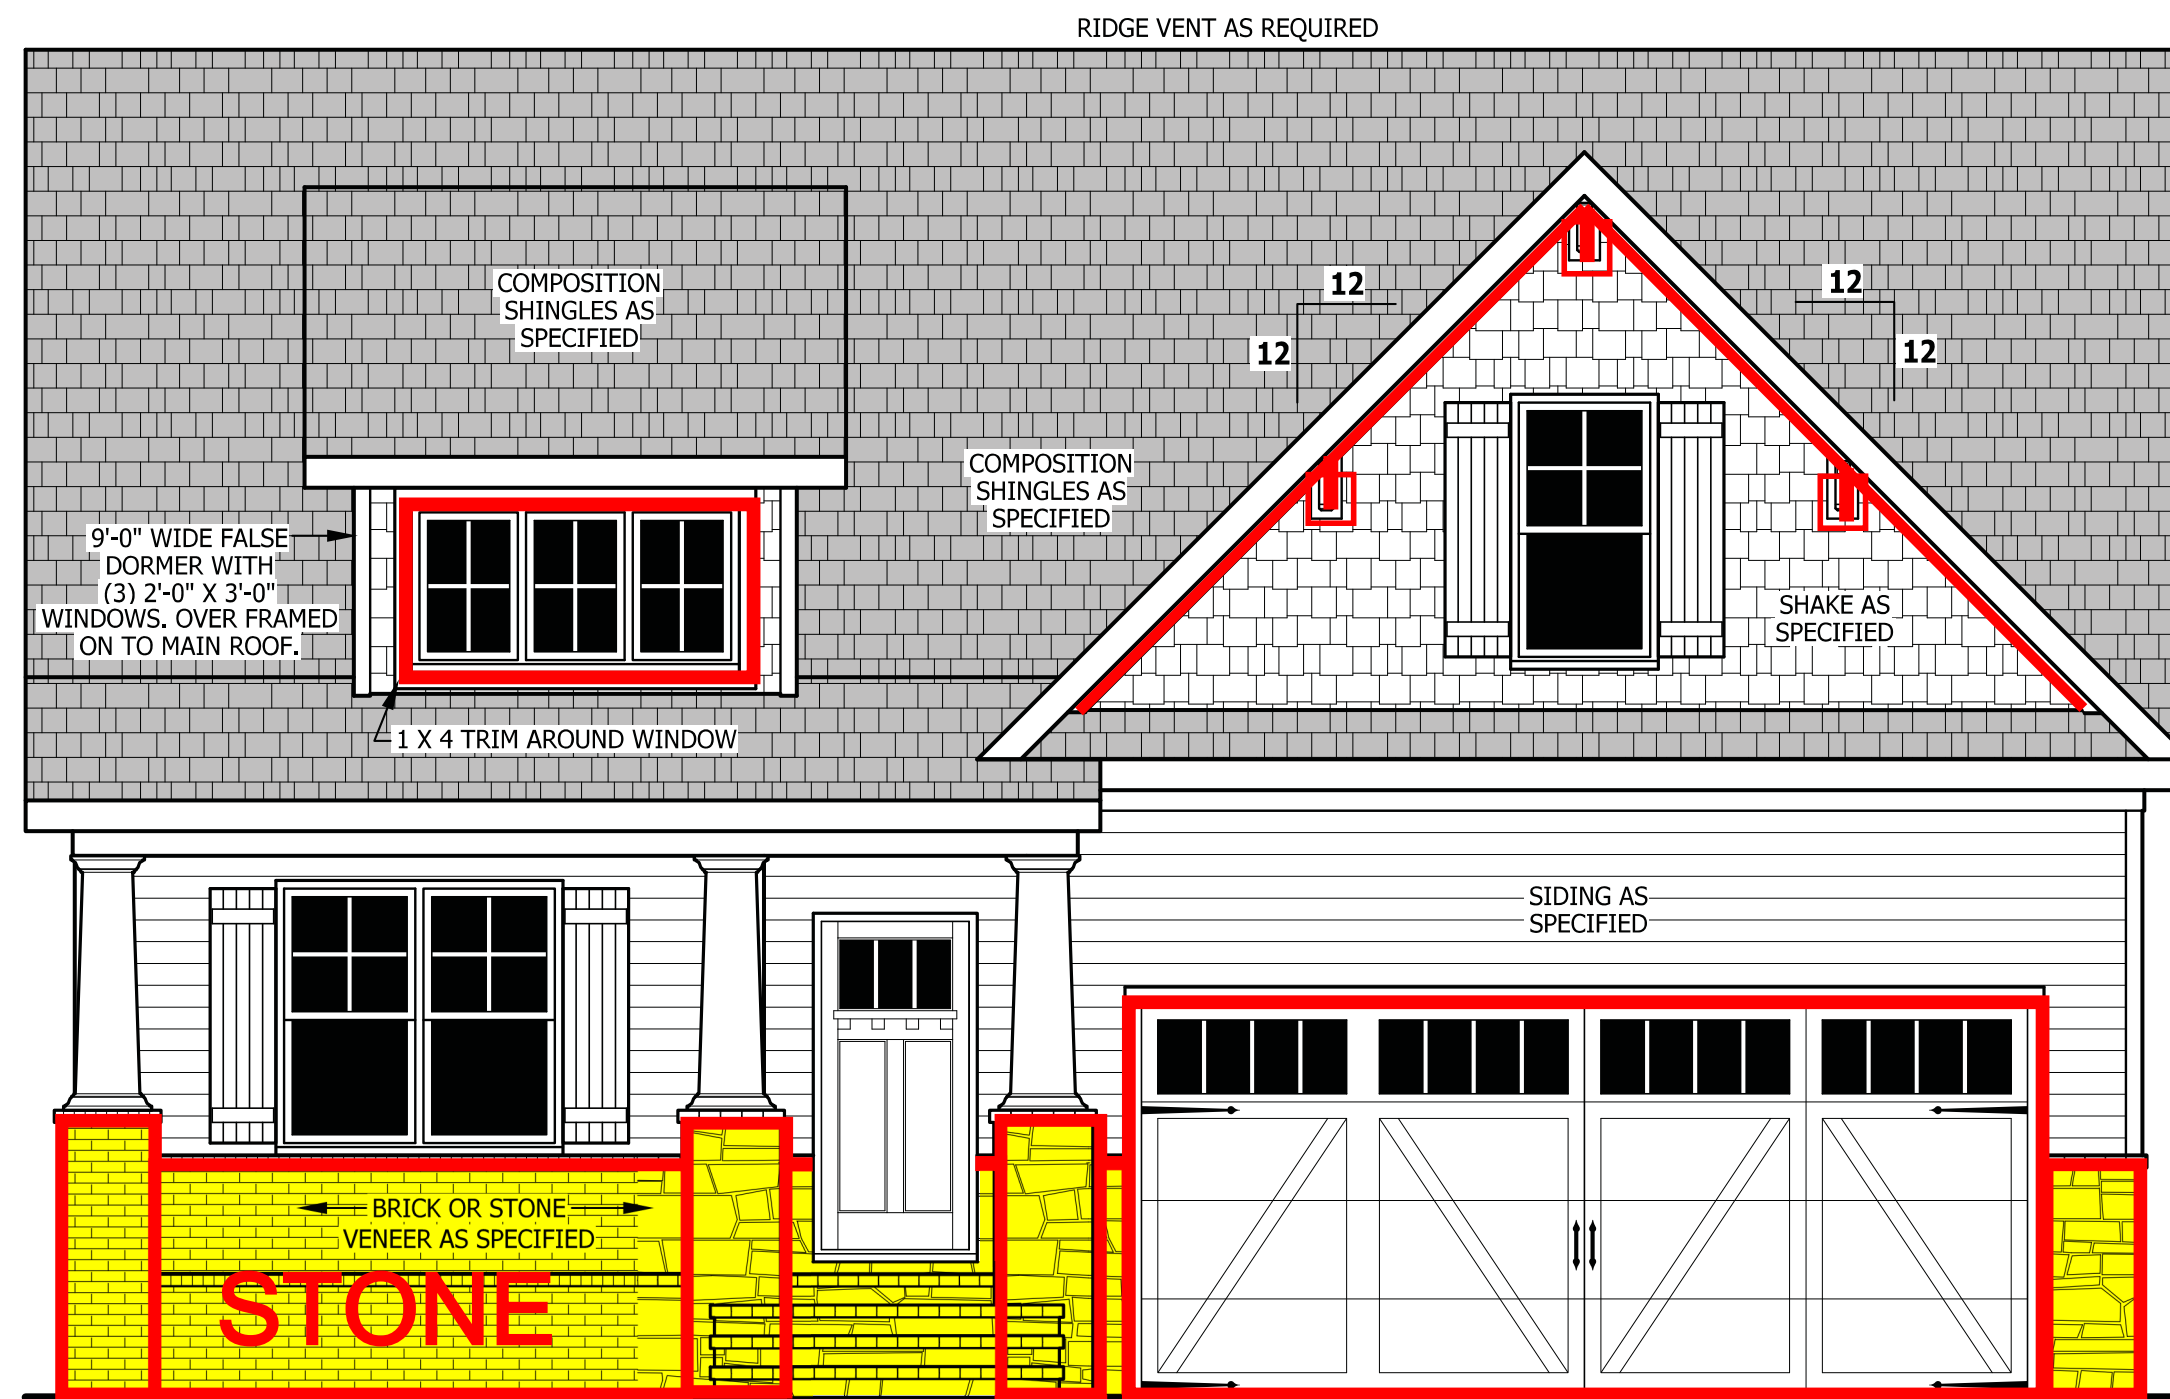 RIDGE VENT AS REQUIRED
COMPOSITION
SHINGLES AS
SPECIFIED
12
12
12
12
COMPOSITION
SHINGLES AS
SPECIFIED
9'-0" WIDE FALSE
DORMER WITH
(3) 2'-0" X 3'-0"
WINDOWS. OVER FRAMED
ON TO MAIN ROOF.
SHAKE AS
SPECIFIED
1 X 4 TRIM AROUND WINDOW
SIDING AS
SPECIFIED
BRICK OR STONE
VENEER AS SPECIFIED
STONE